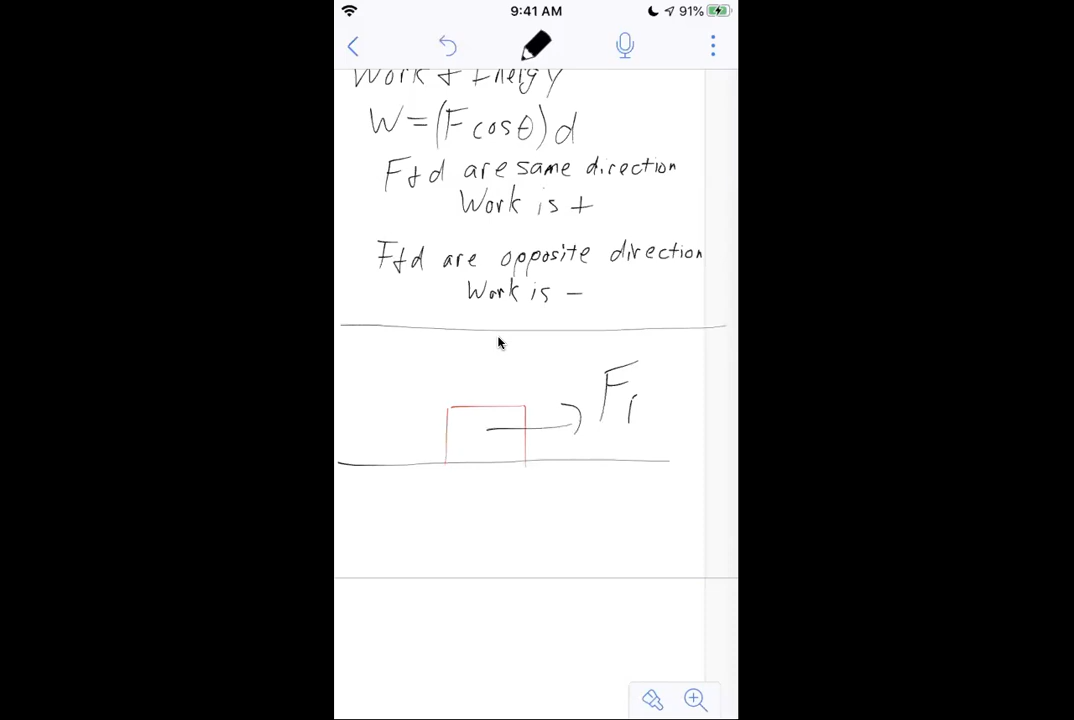 9:41 AM
91%
Work + Energy
W = (F cos θ) d
F + d are same direction
Work is +
F + d are opposite direction
Work is −
F₁